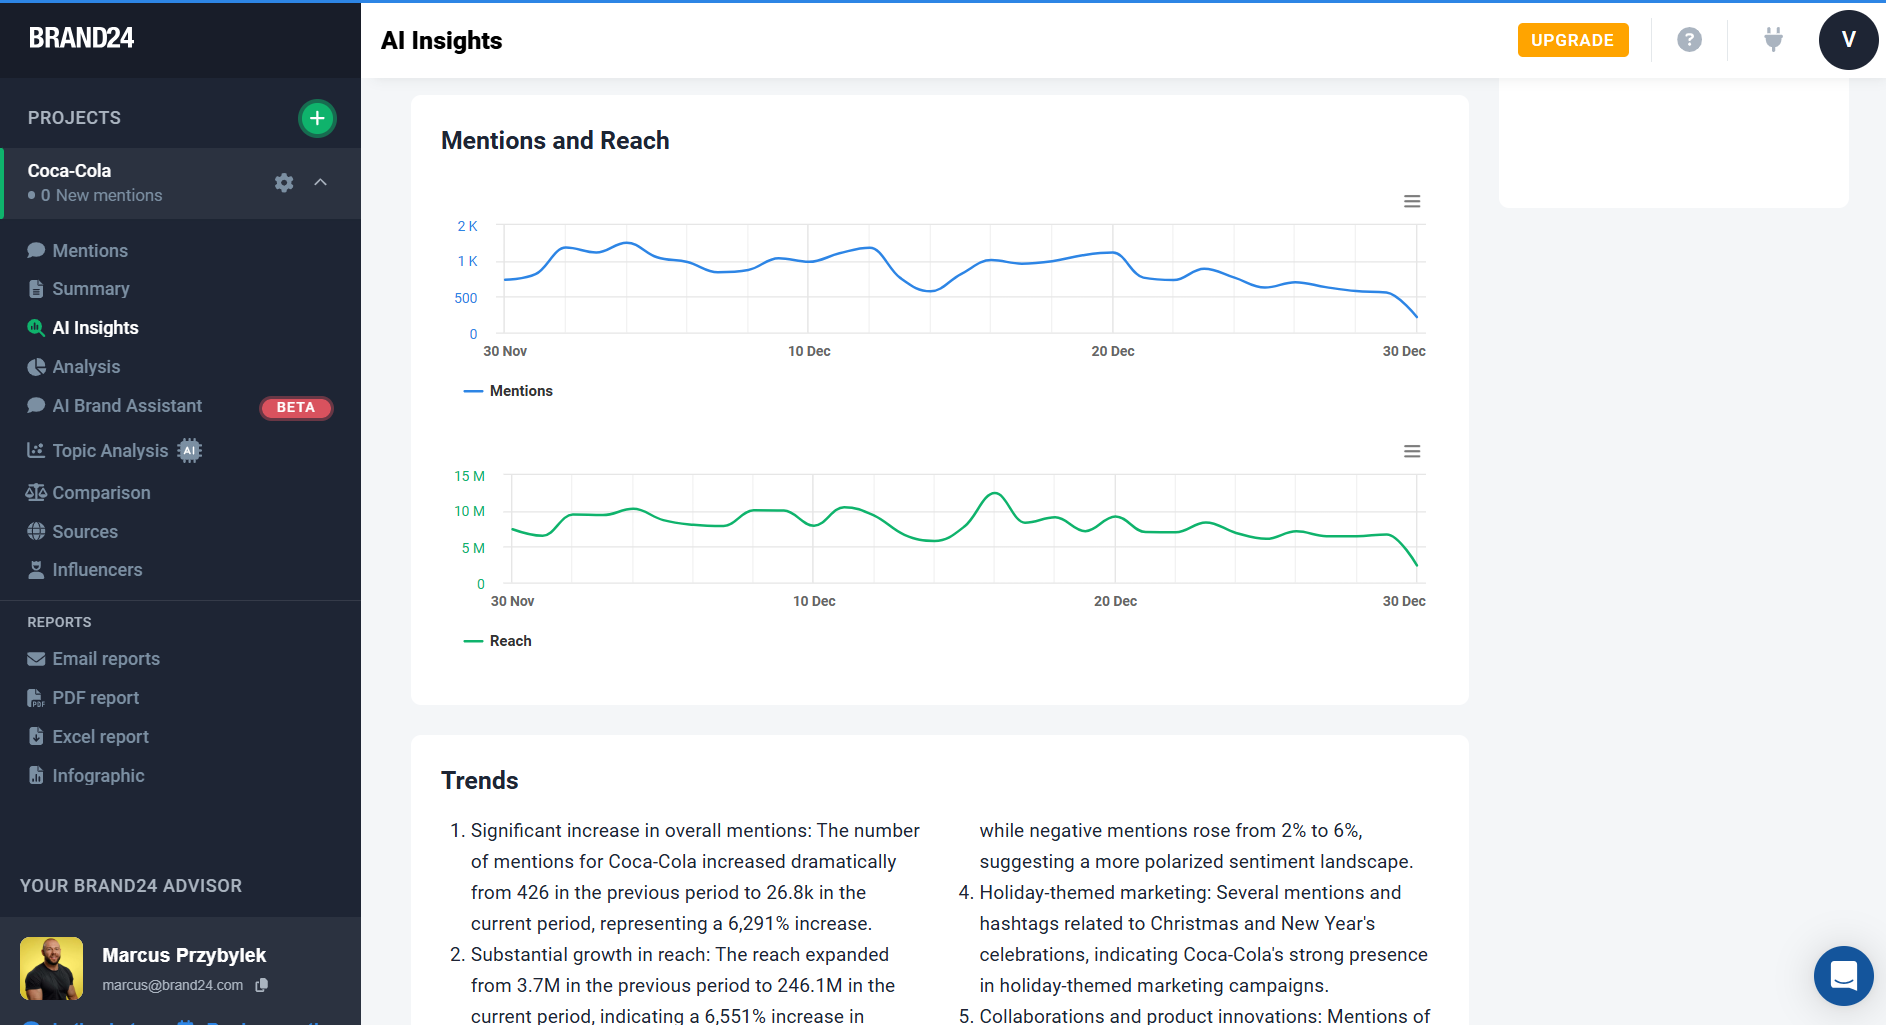 BRAND24
AI Insights
UPGRADE
?
V
PROJECTS
+
Coca-Cola
0 New mentions
Mentions
Summary
AI Insights
Analysis
AI Brand Assistant
BETA
Topic Analysis AI
Comparison
Sources
Influencers
REPORTS
Email reports
PDF report
Excel report
Infographic
YOUR BRAND24 ADVISOR
Marcus Przybylek
marcus@brand24.com
Mentions and Reach
2 K
1 K
500
0
30 Nov
10 Dec
20 Dec
30 Dec
Mentions
15 M
10 M
5 M
0
30 Nov
10 Dec
20 Dec
30 Dec
Reach
Trends
1. Significant increase in overall mentions: The number
of mentions for Coca-Cola increased dramatically
from 426 in the previous period to 26.8k in the
current period, representing a 6,291% increase.
2. Substantial growth in reach: The reach expanded
from 3.7M in the previous period to 246.1M in the
current period, indicating a 6,551% increase in
while negative mentions rose from 2% to 6%,
suggesting a more polarized sentiment landscape.
4. Holiday-themed marketing: Several mentions and
hashtags related to Christmas and New Year's
celebrations, indicating Coca-Cola's strong presence
in holiday-themed marketing campaigns.
5. Collaborations and product innovations: Mentions of